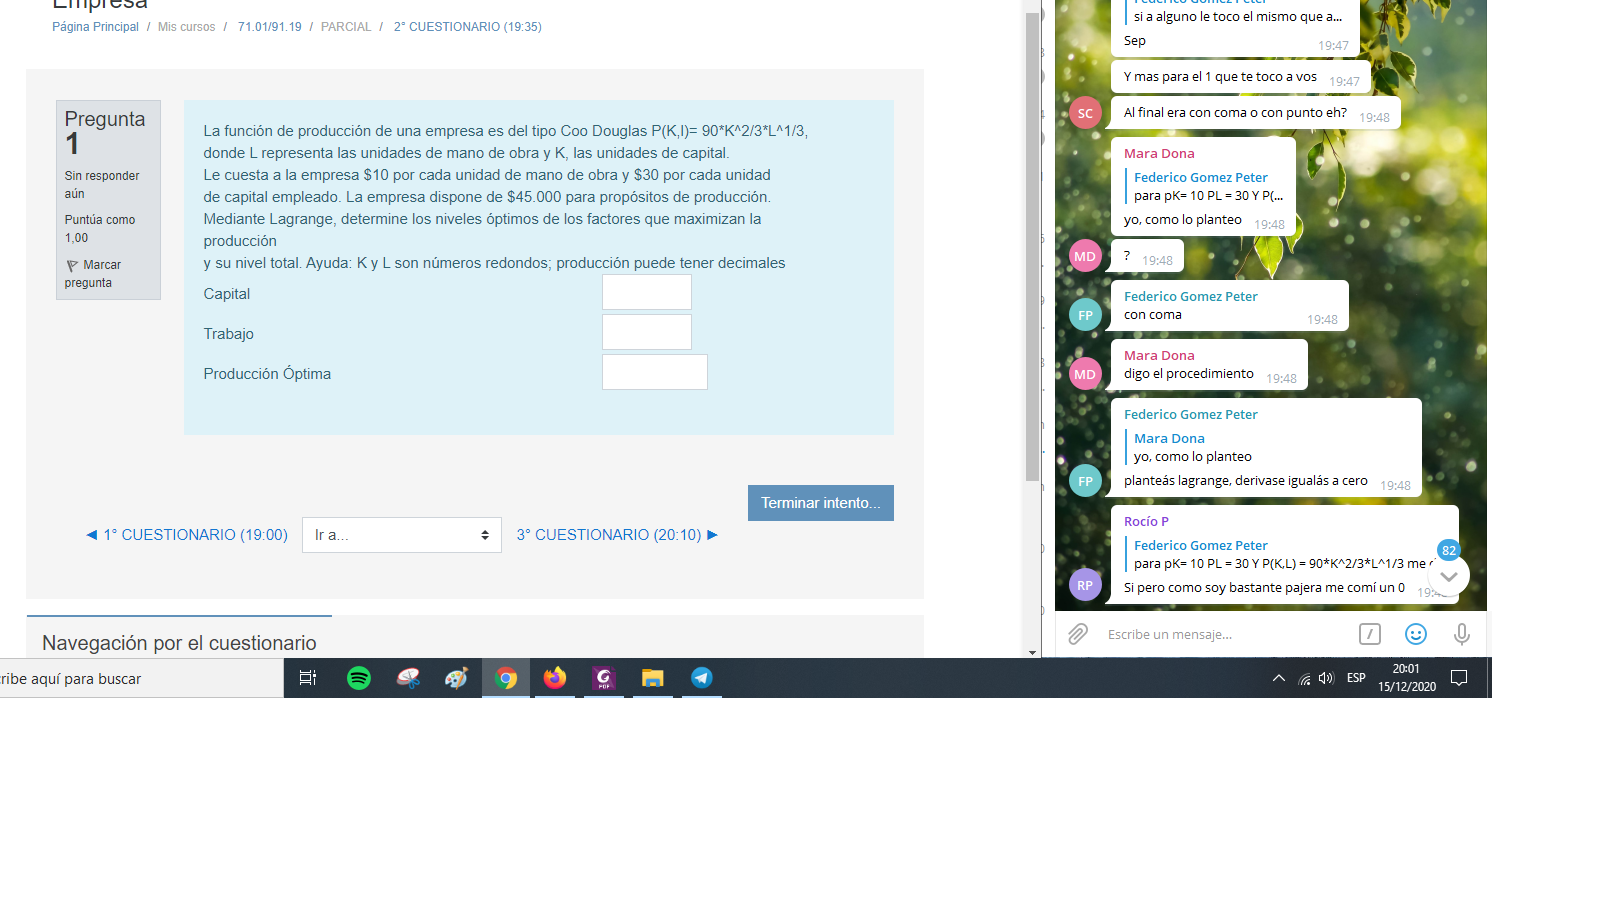 Empresa
Página Principal / Mis cursos / 71.01/91.19 / PARCIAL / 2° CUESTIONARIO (19:35)
Pregunta
1
Sin responder
aún
Puntúa como
1,00
Marcar
pregunta
La función de producción de una empresa es del tipo Coo Douglas P(K,l)= 90*K^2/3*L^1/3,
donde L representa las unidades de mano de obra y K, las unidades de capital.
Le cuesta a la empresa $10 por cada unidad de mano de obra y $30 por cada unidad
de capital empleado. La empresa dispone de $45.000 para propósitos de producción.
Mediante Lagrange, determine los niveles óptimos de los factores que maximizan la
producción
y su nivel total. Ayuda: K y L son números redondos; producción puede tener decimales
Capital
Trabajo
Producción Óptima
Terminar intento...
◄ 1° CUESTIONARIO (19:00)
Ir a...
3° CUESTIONARIO (20:10) ►
Navegación por el cuestionario
Federico Gomez Peter
si a alguno le toco el mismo que a...
Sep 19:47
Y mas para el 1 que te toco a vos 19:47
SC
Al final era con coma o con punto eh? 19:48
Mara Dona
Federico Gomez Peter
para pK= 10 PL = 30 Y P(...
yo, como lo planteo 19:48
MD
? 19:48
Federico Gomez Peter
FP
con coma 19:48
Mara Dona
MD
digo el procedimiento 19:48
Federico Gomez Peter
Mara Dona
yo, como lo planteo
FP
planteás lagrange, derivase igualás a cero 19:48
Rocío P
Federico Gomez Peter
82
para pK= 10 PL = 30 Y P(K,L) = 90*K^2/3*L^1/3 me
RP
Si pero como soy bastante pajera me comí un 0
Escribe un mensaje...
aquí para buscar
PDF
ESP
20:01
15/12/2020